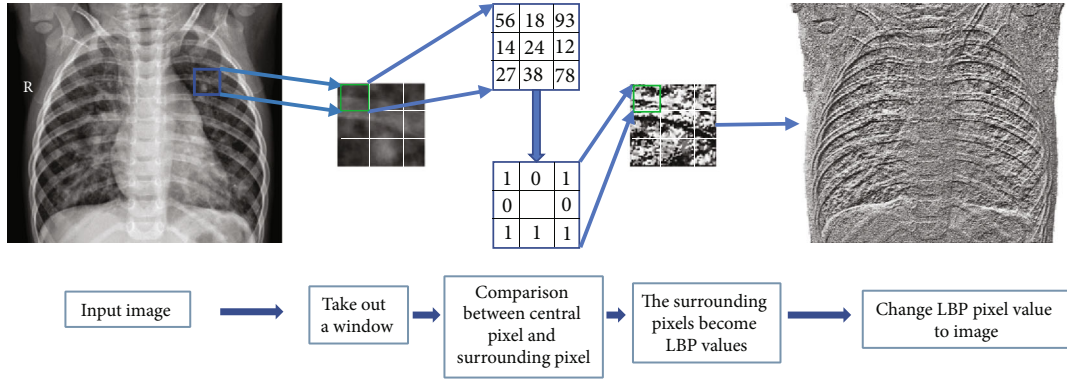 R
56 18 93
14 24 12
27 38 78
1 0 1
0 0
1 1 1
Input image
Take out
a window
Comparison
between central
pixel and
surrounding pixel
The surrounding
pixels become
LBP values
Change LBP pixel value
to image